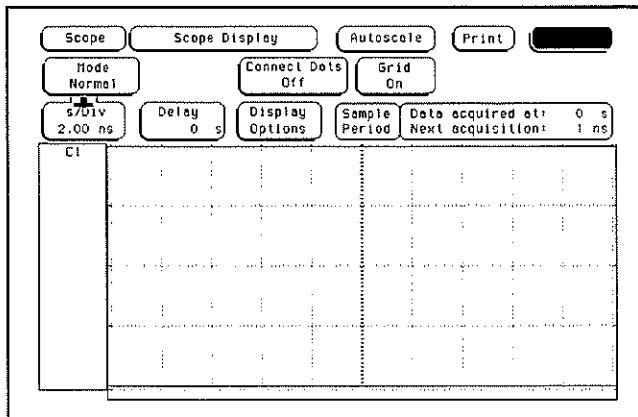 Scope Scope Display Autoscale Print
Mode Connect Dots Grid
Normal Off On
s/Div Delay Display Sample Data acquired at: 0 s
2.00 ns 0 s Options Period Next acquisition: 1 ns
C1